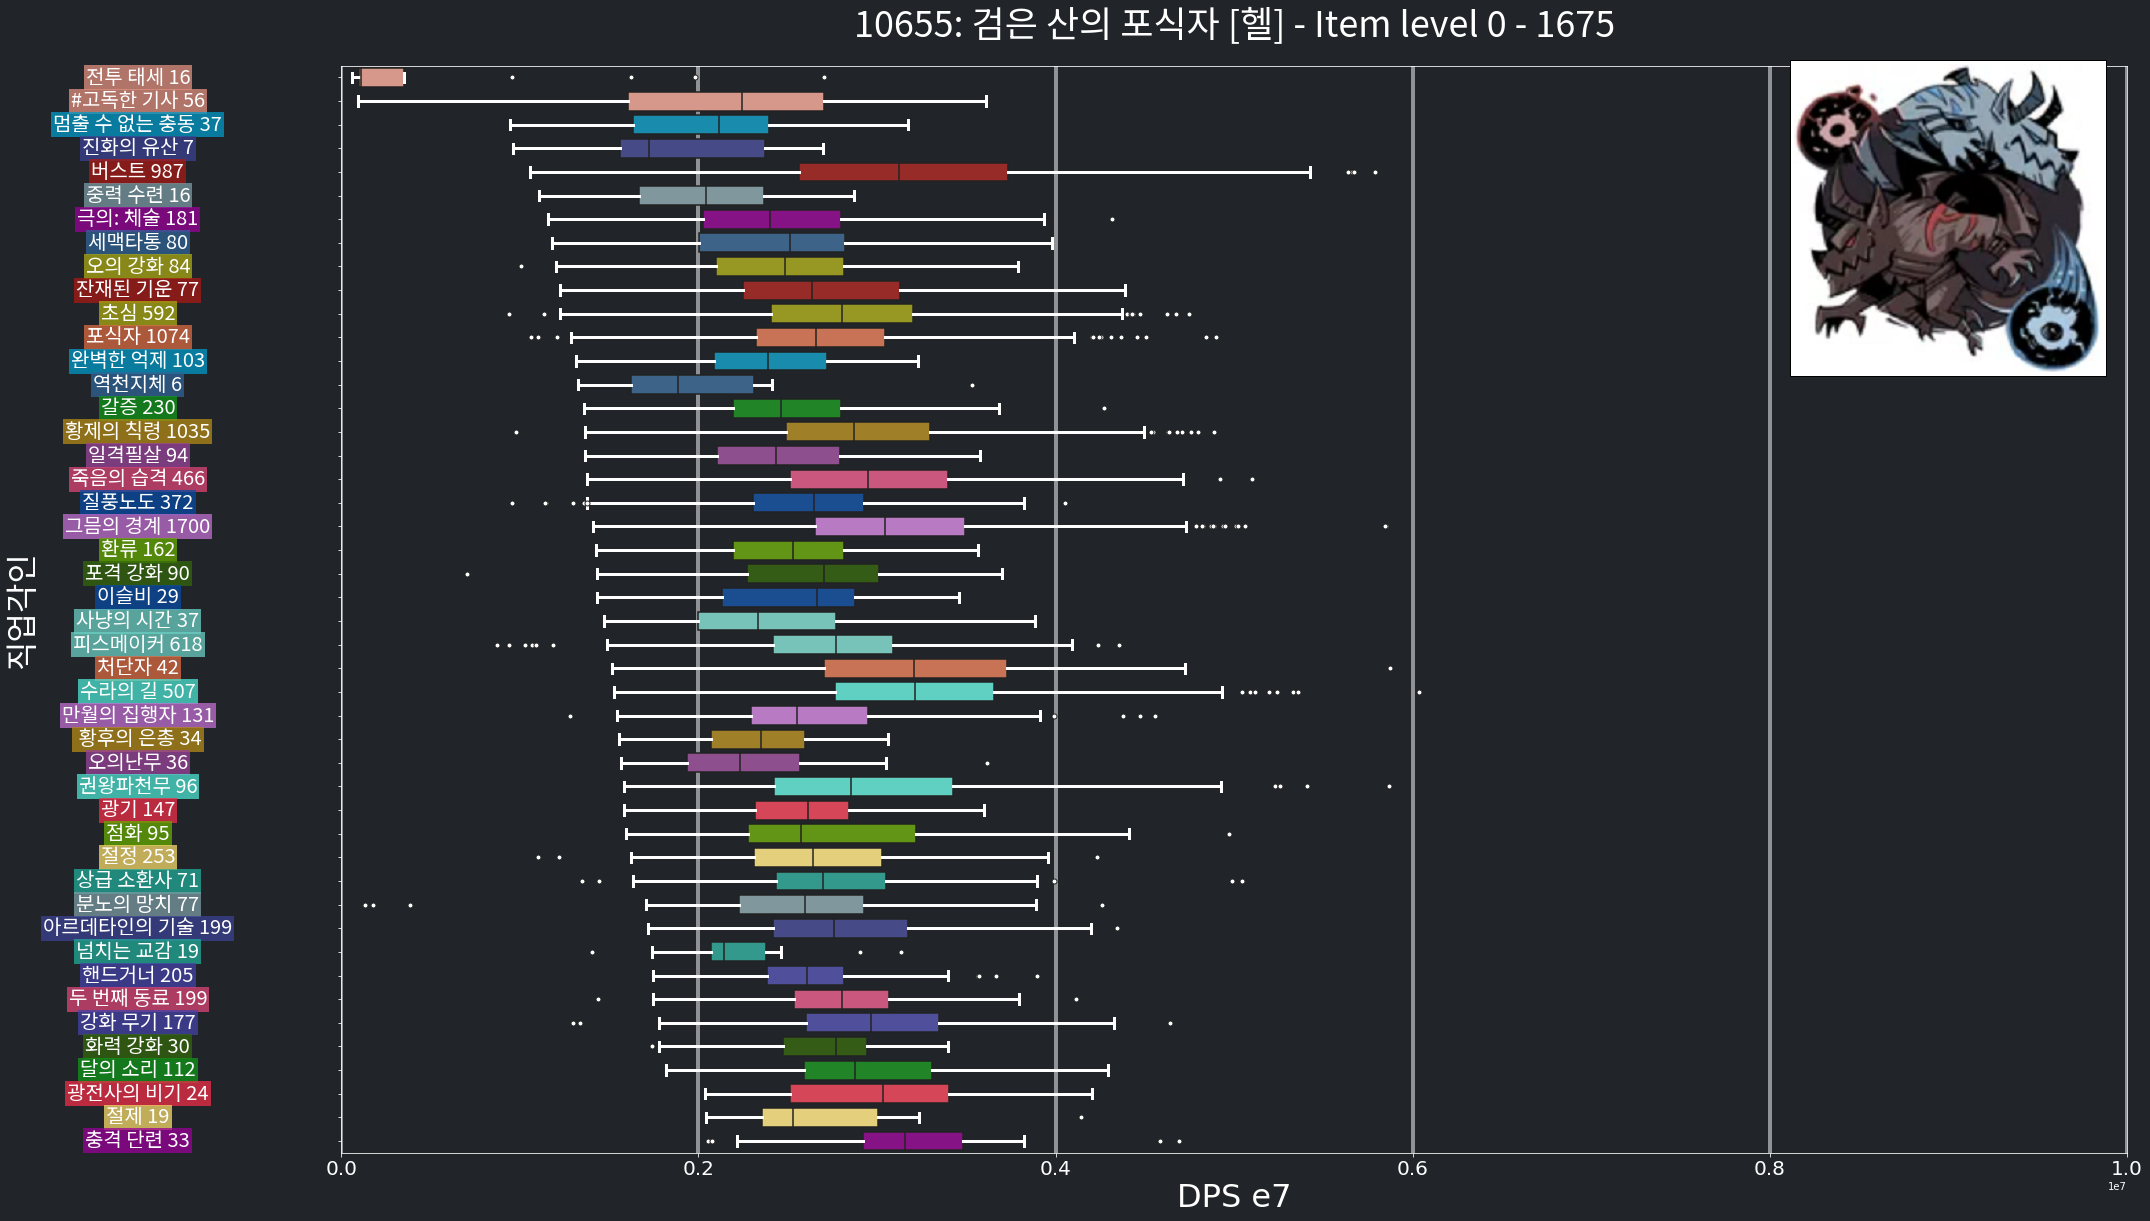 10655: 검은 산의 포식자 [헬] - Item level 0 - 1675
직업각인
전투 태세 16
#고독한 기사 56
멈출 수 없는 충동 37
진화의 유산 7
버스트 987
중력 수련 16
극의: 체술 181
세맥타통 80
오의 강화 84
잔재된 기운 77
초심 592
포식자 1074
완벽한 억제 103
역천지체 6
갈증 230
황제의 칙령 1035
일격필살 94
죽음의 습격 466
질풍노도 372
그믐의 경계 1700
환류 162
포격 강화 90
이슬비 29
사냥의 시간 37
피스메이커 618
처단자 42
수라의 길 507
만월의 집행자 131
황후의 은총 34
오의난무 36
권왕파천무 96
광기 147
점화 95
절정 253
상급 소환사 71
분노의 망치 77
아르데타인의 기술 199
넘치는 교감 19
핸드거너 205
두 번째 동료 199
강화 무기 177
화력 강화 30
달의 소리 112
광전사의 비기 24
절제 19
충격 단련 33
0.0 0.2 0.4 0.6 0.8 1.0
1e7
DPS e7